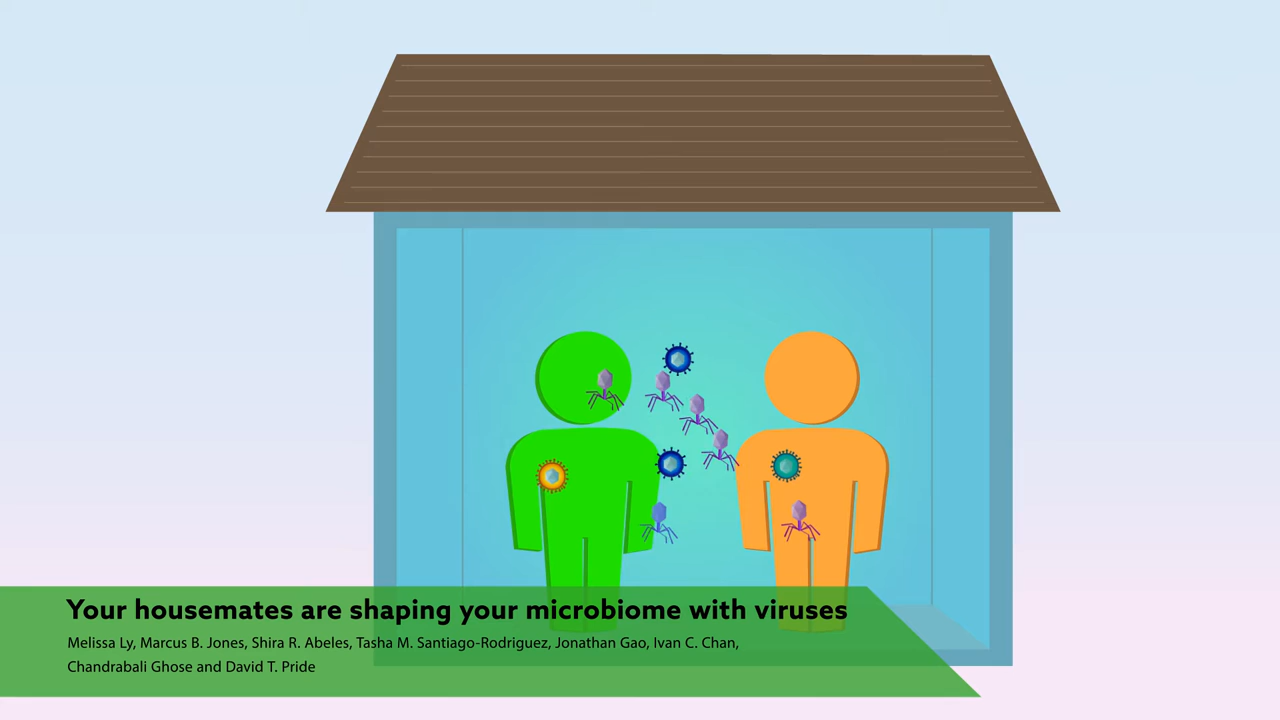 Your housemates are shaping your microbiome with viruses
Melissa Ly, Marcus B. Jones, Shira R. Abeles, Tasha M. Santiago-Rodriguez, Jonathan Gao, Ivan C. Chan,
Chandrabali Ghose and David T. Pride